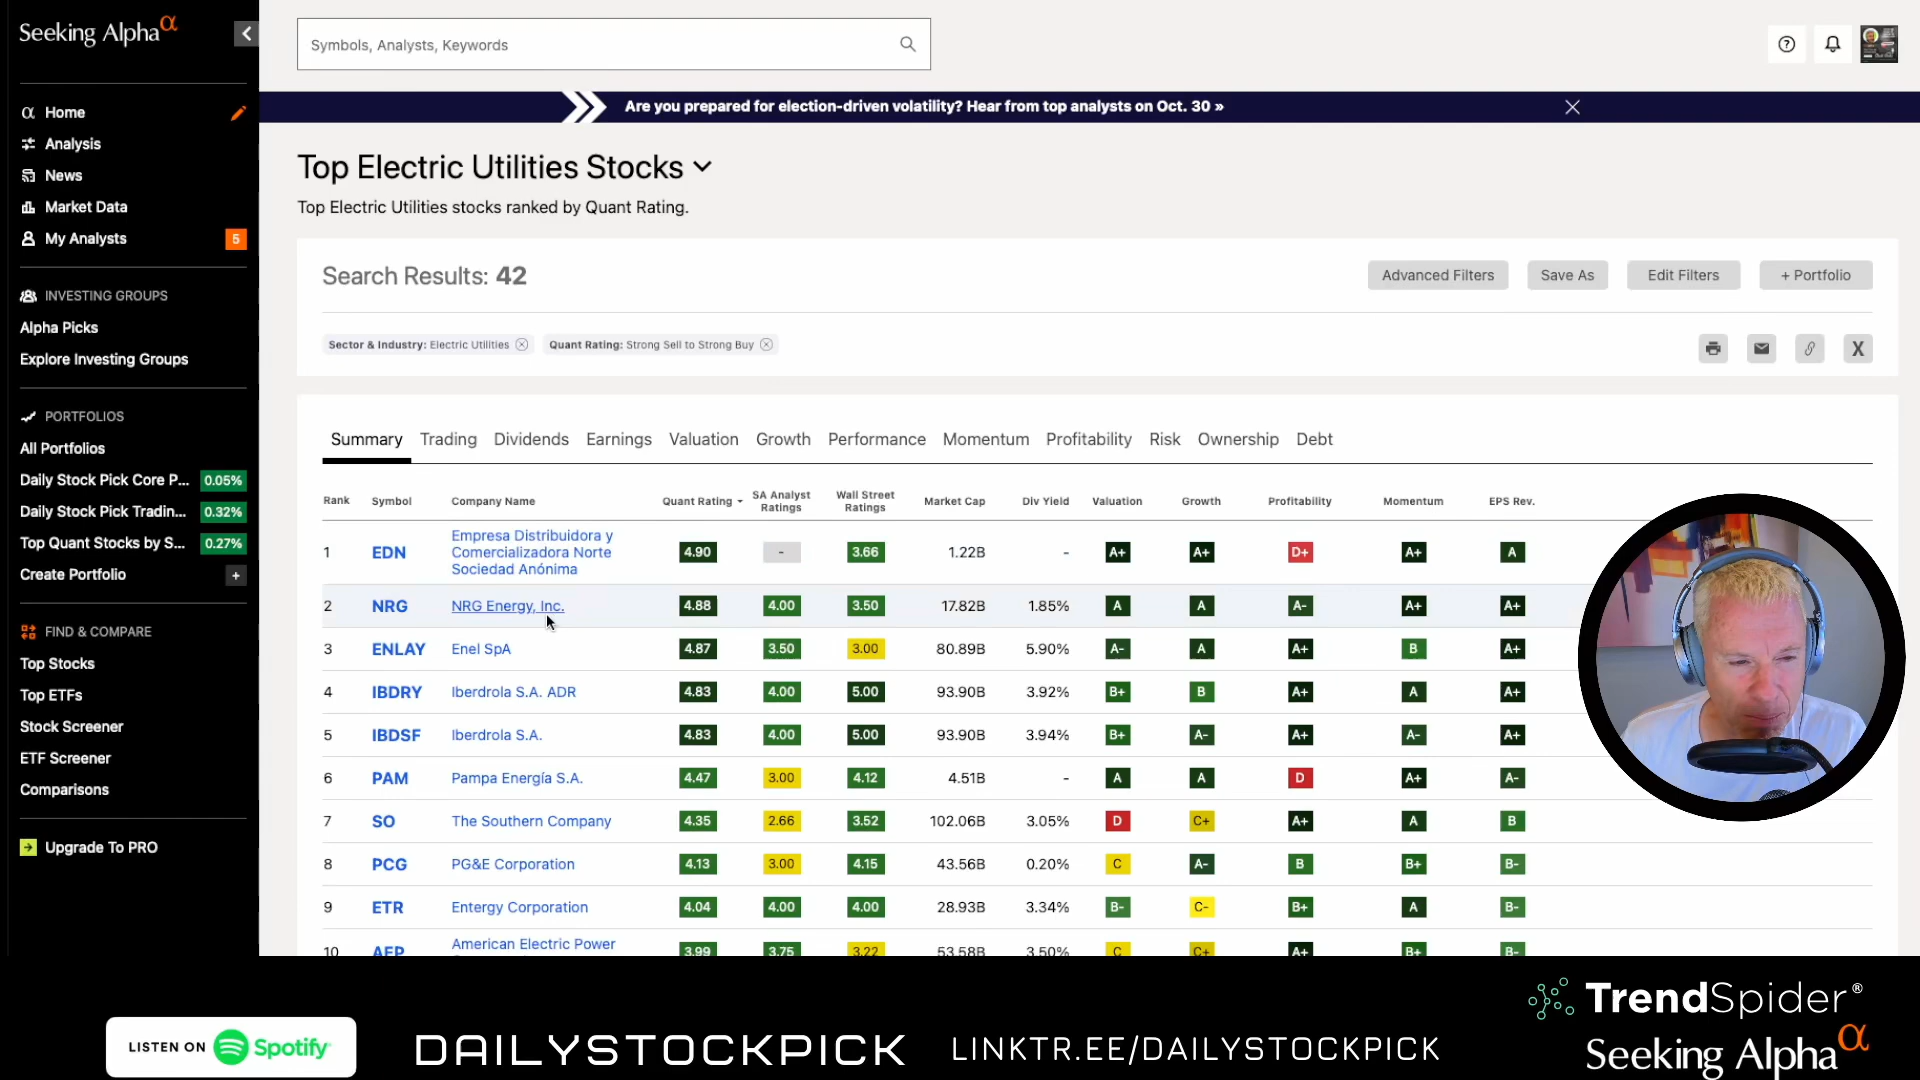 Seeking Alpha α
Symbols, Analysts, Keywords
Are you prepared for election-driven volatility? Hear from top analysts on Oct. 30 »
Home
Analysis
News
Market Data
My Analysts 5
INVESTING GROUPS
Alpha Picks
Explore Investing Groups
PORTFOLIOS
All Portfolios
Daily Stock Pick Core P... 0.05%
Daily Stock Pick Tradin... 0.32%
Top Quant Stocks by S... 0.27%
Create Portfolio +
FIND & COMPARE
Top Stocks
Top ETFs
Stock Screener
ETF Screener
Comparisons
Upgrade To PRO
Top Electric Utilities Stocks
Top Electric Utilities stocks ranked by Quant Rating.
Search Results: 42
Advanced Filters Save As Edit Filters + Portfolio
Sector & Industry: Electric Utilities Quant Rating: Strong Sell to Strong Buy
X
Summary Trading Dividends Earnings Valuation Growth Performance Momentum Profitability Risk Ownership Debt
Rank Symbol Company Name Quant Rating SA Analyst Ratings Wall Street Ratings Market Cap Div Yield Valuation Growth Profitability Momentum EPS Rev.
1 EDN Empresa Distribuidora y Comercializadora Norte Sociedad Anónima 4.90 - 3.66 1.22B - A+ A+ D+ A+ A
2 NRG NRG Energy, Inc. 4.88 4.00 3.50 17.82B 1.85% A A A- A+ A+
3 ENLAY Enel SpA 4.87 3.50 3.00 80.89B 5.90% A- A A+ B A+
4 IBDRY Iberdrola S.A. ADR 4.83 4.00 5.00 93.90B 3.92% B+ B A+ A A+
5 IBDSF Iberdrola S.A. 4.83 4.00 5.00 93.90B 3.94% B+ A- A+ A- A+
6 PAM Pampa Energía S.A. 4.47 3.00 4.12 4.51B - A A D A+ A-
7 SO The Southern Company 4.35 2.66 3.52 102.06B 3.05% D C+ A+ A B
8 PCG PG&E Corporation 4.13 3.00 4.15 43.56B 0.20% C A- B B+ B-
9 ETR Entergy Corporation 4.04 4.00 4.00 28.93B 3.34% B- C- B+ A B-
10 AEP American Electric Power 3.99 3.75 3.22 53.58B 3.50% C C+ A+ B+ B-
LISTEN ON Spotify
DAILYSTOCKPICK
LINKTR.EE/DAILYSTOCKPICK
TrendSpider®
Seeking Alpha α